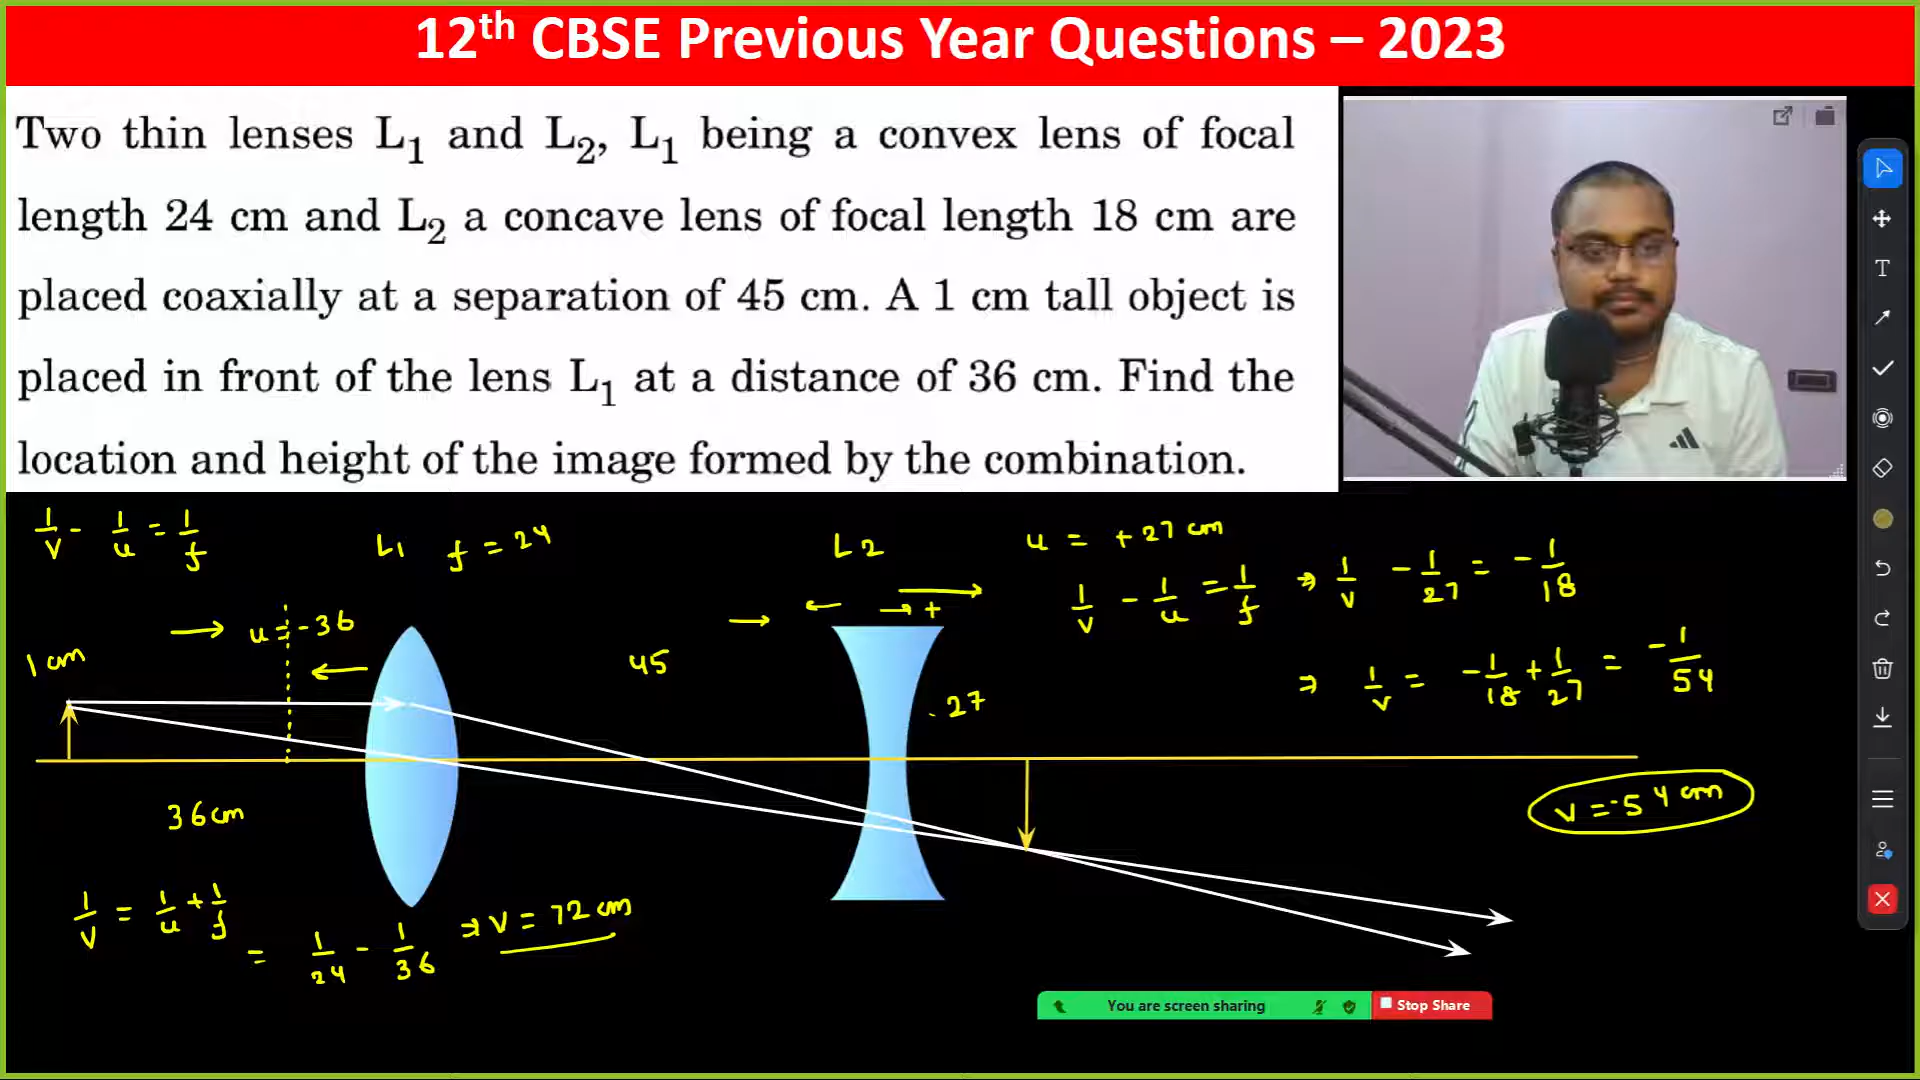 12th CBSE Previous Year Questions – 2023
Two thin lenses L1 and L2, L1 being a convex lens of focal
length 24 cm and L2 a concave lens of focal length 18 cm are
placed coaxially at a separation of 45 cm. A 1 cm tall object is
placed in front of the lens L1 at a distance of 36 cm. Find the
location and height of the image formed by the combination.
1/v - 1/u = 1/f
L1 f = 24
L2
u = +27 cm
1/v - 1/u = 1/f ⇒ 1/v - 1/27 = -1/18
+
u = -36
1 cm
45
⇒ 1/v = -1/18 + 1/27 = -1/54
27
36 cm
v = -54 cm
1/v = 1/u + 1/f
= 1/24 - 1/36 ⇒ v = 72 cm
You are screen sharing
Stop Share
T